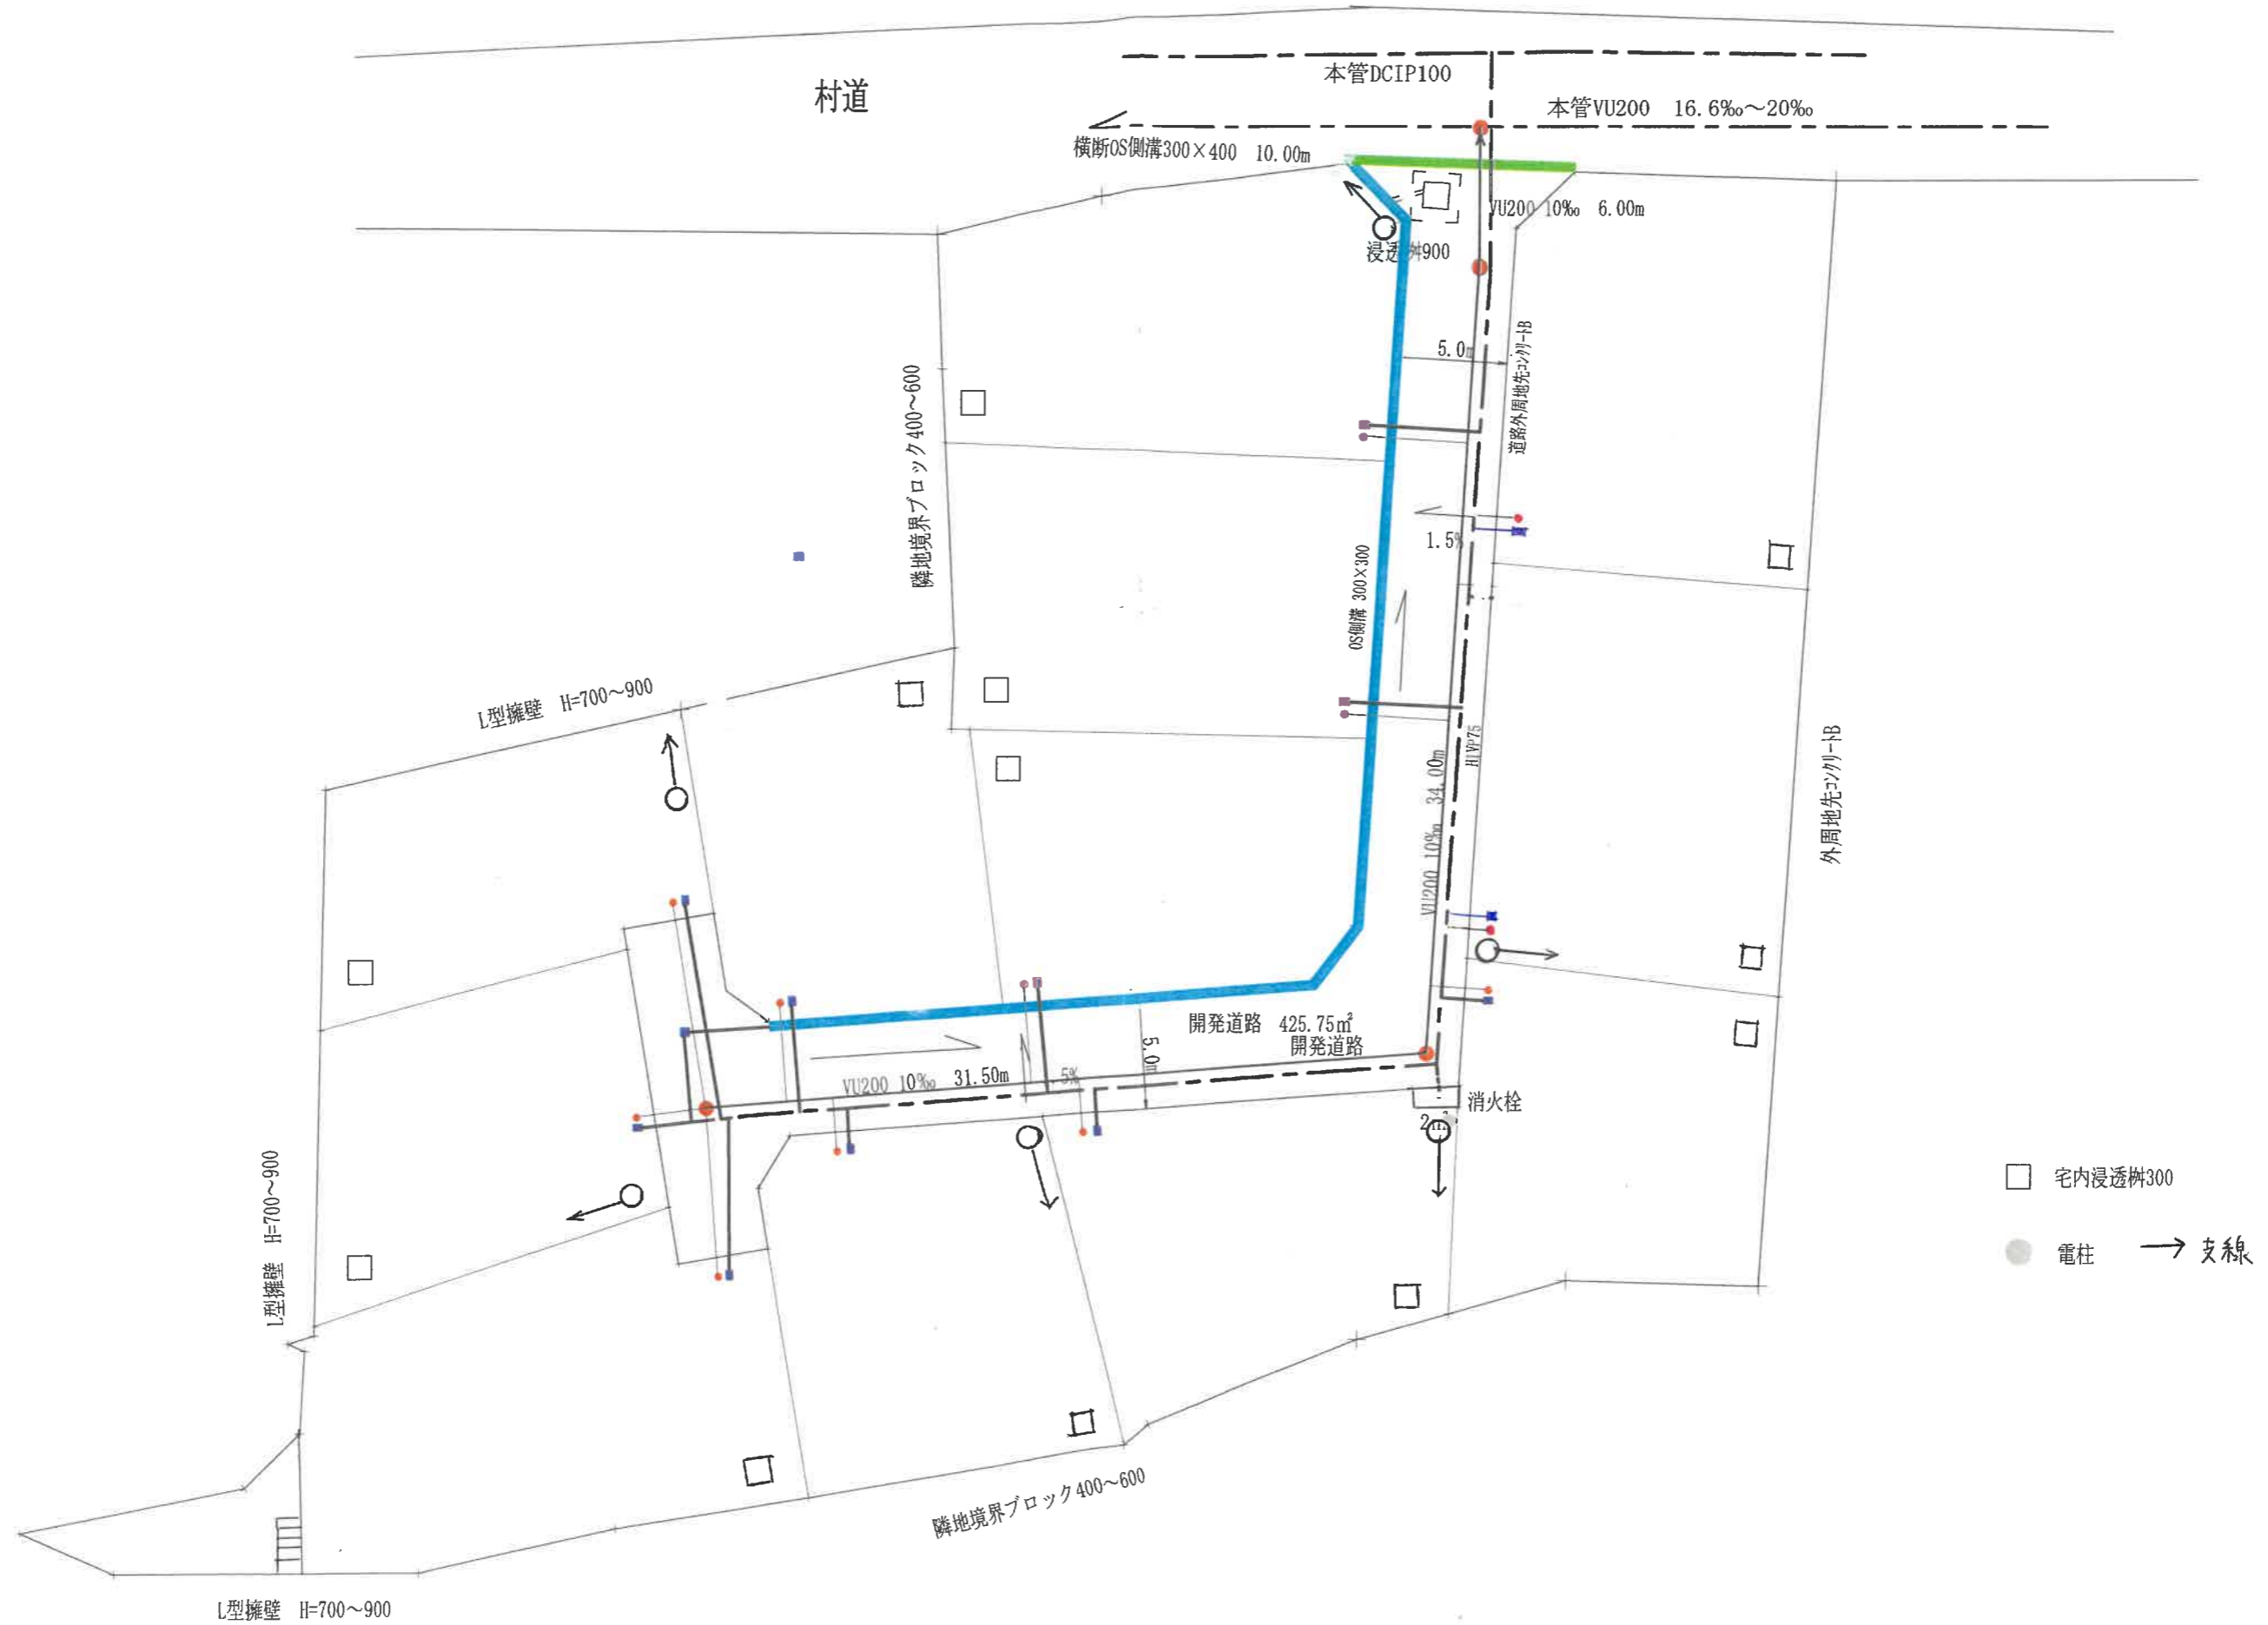 本管DCIP100
村道
本管VU200 16.6‰～20‰
横断OS側溝300×400 10.00m
VU200 10‰ 6.00m
浸透桝900
5.0m
道路外周地先コンクリートB
隣地境界ブロック400～600
1.5%
OS側溝 300×300
L型擁壁 H=700～900
HIVP75
VU200 10‰ 34.00m
外周地先コンクリートB
開発道路 425.75㎡
開発道路
5.0m
VU200 10‰ 31.50m
5%
消火栓
2㎡
L型擁壁 H=700～900
宅内浸透桝300
電柱 → 支線
隣地境界ブロック400～600
L型擁壁 H=700～900